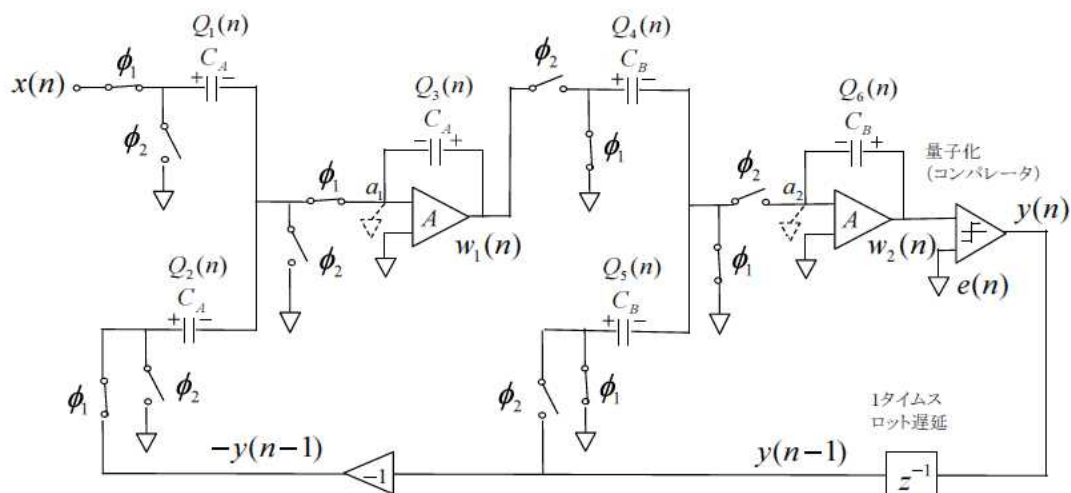 Q₁(n)
C_A
+ −
x(n)
ϕ₁
ϕ₂
Q₂(n)
C_A
+ −
ϕ₁
ϕ₂
ϕ₁
ϕ₂
a₁
Q₃(n)
C_A
− +
A
w₁(n)
ϕ₂
Q₄(n)
C_B
+ −
ϕ₁
Q₅(n)
C_B
+ −
ϕ₂
ϕ₁
ϕ₂
ϕ₁
a₂
Q₆(n)
C_B
− +
A
w₂(n)
量子化
(コンパレータ)
y(n)
e(n)
1タイムス
ロット遅延
−y(n−1)
−1
y(n−1)
z⁻¹